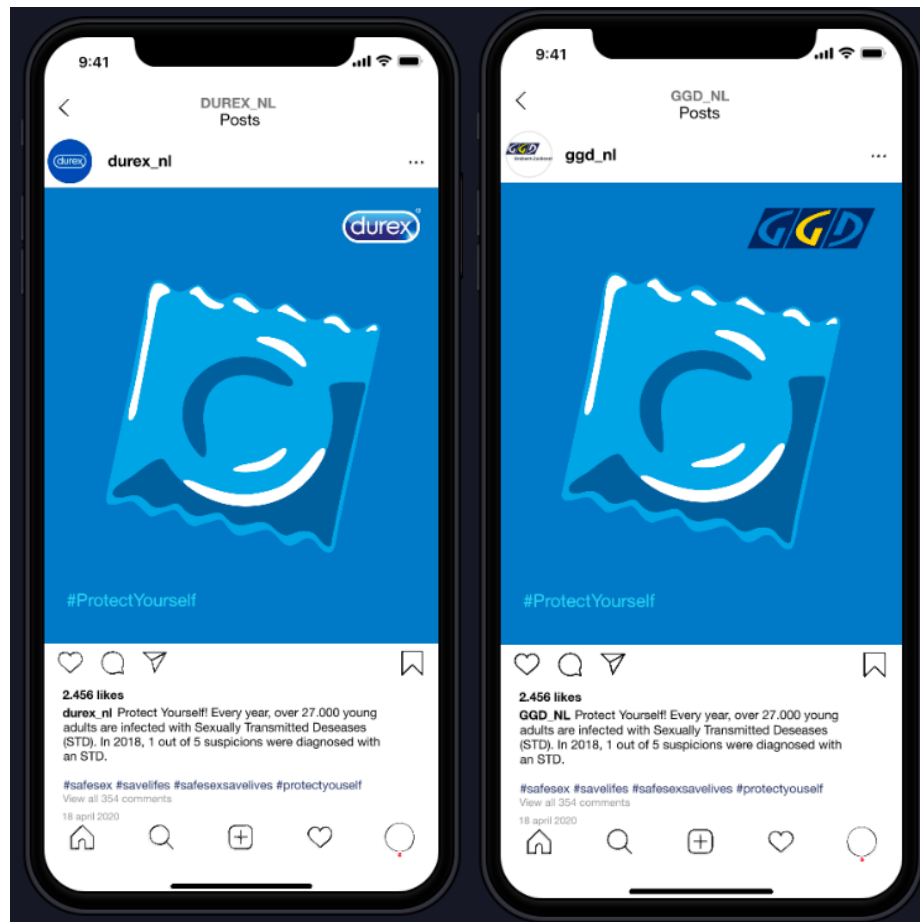 9:41
DUREX_NL
Posts
durex
durex_nl
durex
#ProtectYourself
2.456 likes
durex_nl Protect Yourself! Every year, over 27.000 young
adults are infected with Sexually Transmitted Deseases
(STD). In 2018, 1 out of 5 suspicions were diagnosed with
an STD.
#safesex #savelifes #safesexsavelives #protectyouself
View all 354 comments
18 april 2020
9:41
GGD_NL
Posts
GGD
ggd_nl
GGD
#ProtectYourself
2.456 likes
GGD_NL Protect Yourself! Every year, over 27.000 young
adults are infected with Sexually Transmitted Deseases
(STD). In 2018, 1 out of 5 suspicions were diagnosed with
an STD.
#safesex #savelifes #safesexsavelives #protectyouself
View all 354 comments
18 april 2020